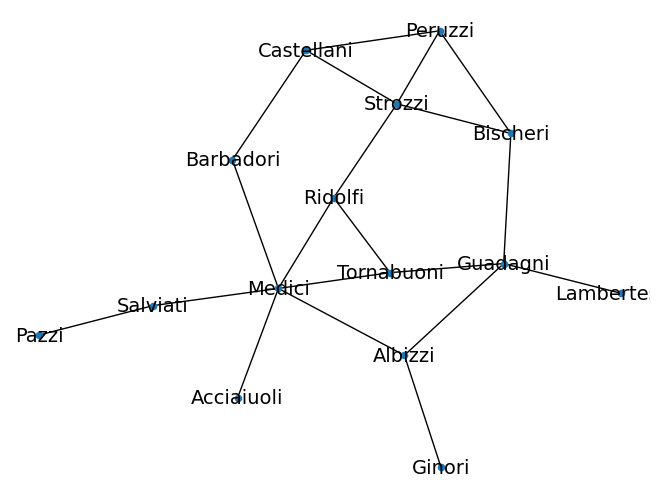 Peruzzi
Castellani
Strozzi
Bischeri
Barbadori
Ridolfi
Guadagni
Tornabuoni
Medici
Lamberte
Salviati
Pazzi
Albizzi
Acciaiuoli
Ginori